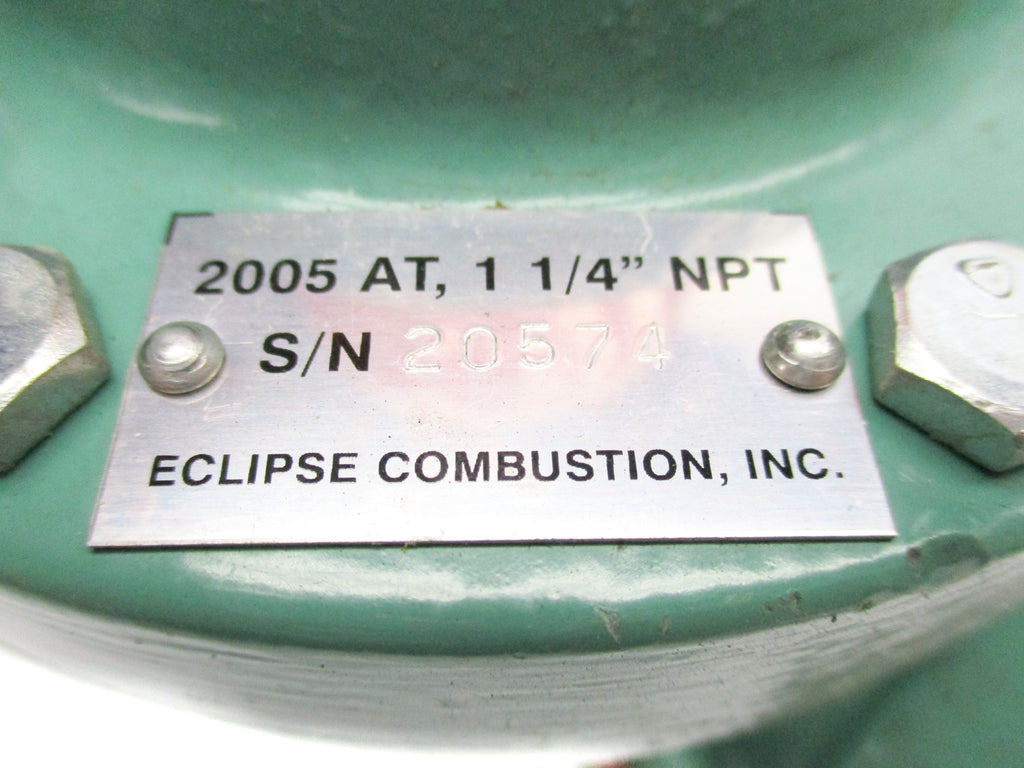 2005 AT, 1 1/4” NPT
S/N 20574
ECLIPSE COMBUSTION, INC.